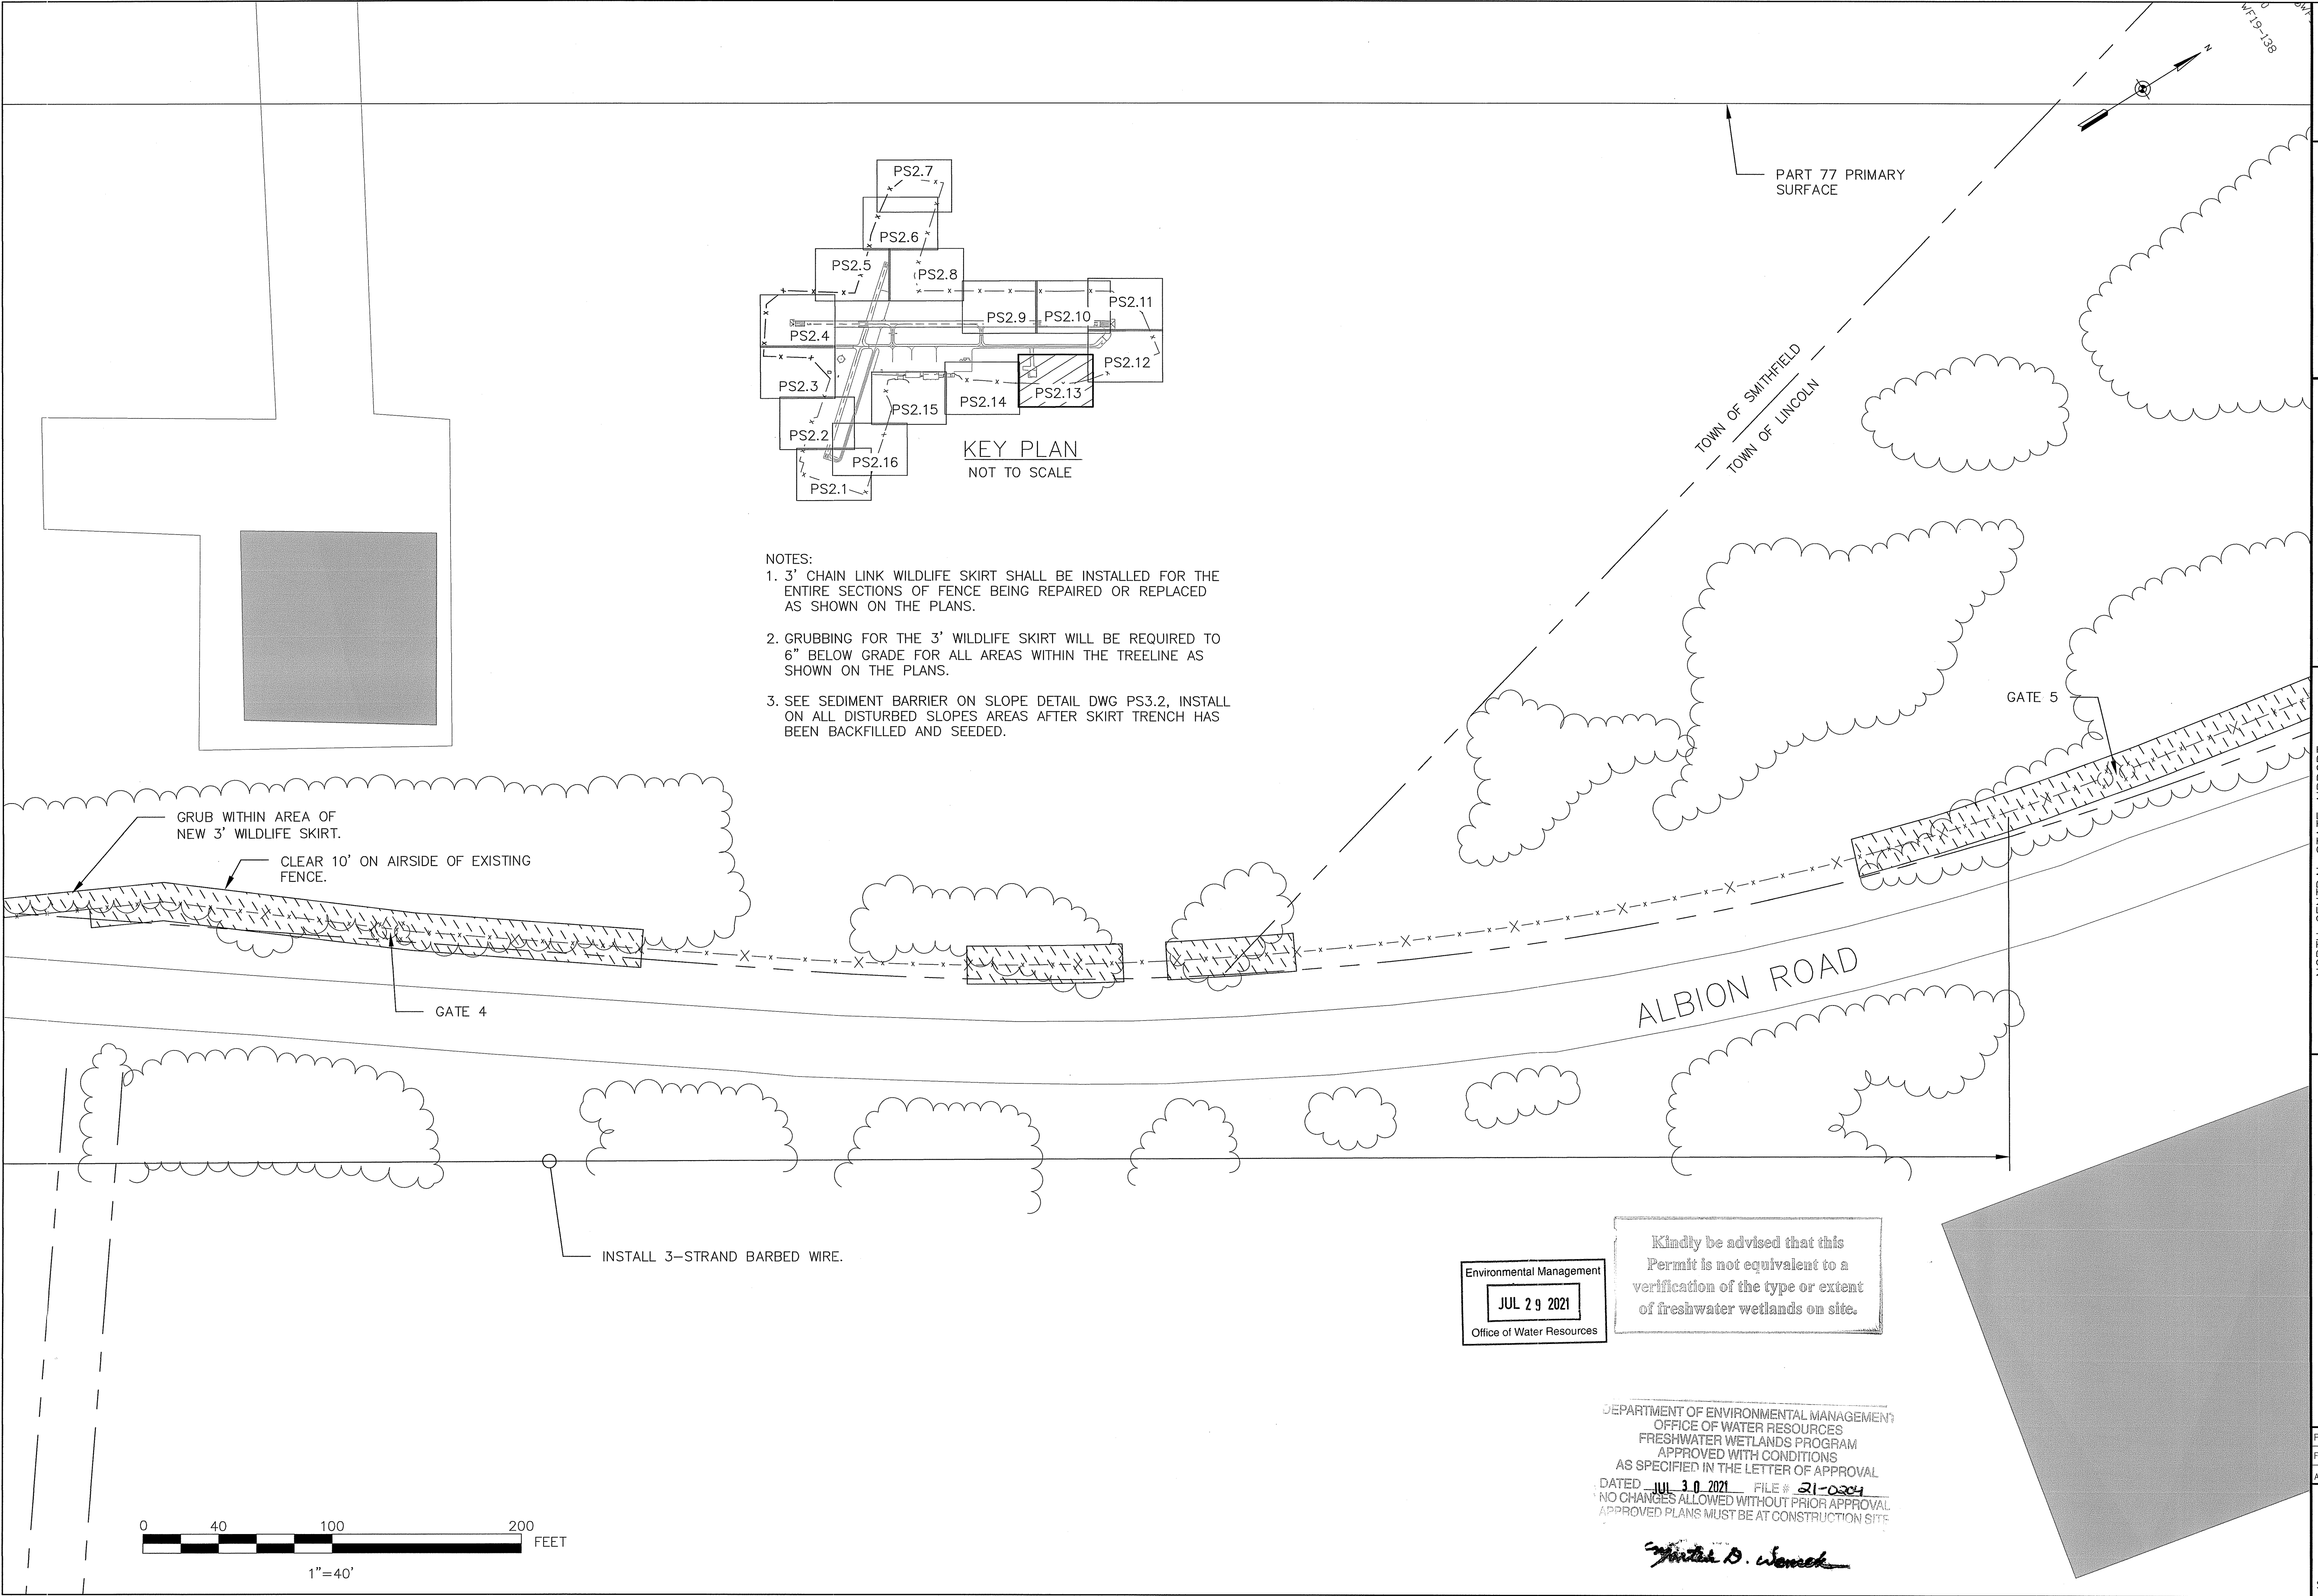 WF19-138
N
PART 77 PRIMARY
SURFACE
PS2.7
PS2.6
PS2.5
PS2.8
PS2.11
PS2.9
PS2.10
PS2.4
PS2.12
PS2.3
PS2.13
PS2.14
PS2.15
PS2.2
PS2.16
PS2.1
KEY PLAN
NOT TO SCALE
TOWN OF SMITHFIELD
TOWN OF LINCOLN
NOTES:
1. 3' CHAIN LINK WILDLIFE SKIRT SHALL BE INSTALLED FOR THE
ENTIRE SECTIONS OF FENCE BEING REPAIRED OR REPLACED
AS SHOWN ON THE PLANS.
2. GRUBBING FOR THE 3' WILDLIFE SKIRT WILL BE REQUIRED TO
6" BELOW GRADE FOR ALL AREAS WITHIN THE TREELINE AS
SHOWN ON THE PLANS.
3. SEE SEDIMENT BARRIER ON SLOPE DETAIL DWG PS3.2, INSTALL
ON ALL DISTURBED SLOPES AREAS AFTER SKIRT TRENCH HAS
BEEN BACKFILLED AND SEEDED.
GATE 5
GRUB WITHIN AREA OF
NEW 3' WILDLIFE SKIRT.
CLEAR 10' ON AIRSIDE OF EXISTING
FENCE.
GATE 4
ALBION ROAD
INSTALL 3-STRAND BARBED WIRE.
Environmental Management
JUL 29 2021
Office of Water Resources
Kindly be advised that this
Permit is not equivalent to a
verification of the type or extent
of freshwater wetlands on site.
DEPARTMENT OF ENVIRONMENTAL MANAGEMENT
OFFICE OF WATER RESOURCES
FRESHWATER WETLANDS PROGRAM
APPROVED WITH CONDITIONS
AS SPECIFIED IN THE LETTER OF APPROVAL
DATED JUL 30 2021 FILE # 21-0204
NO CHANGES ALLOWED WITHOUT PRIOR APPROVAL
APPROVED PLANS MUST BE AT CONSTRUCTION SITE
0 40 100 200
FEET
1"=40'